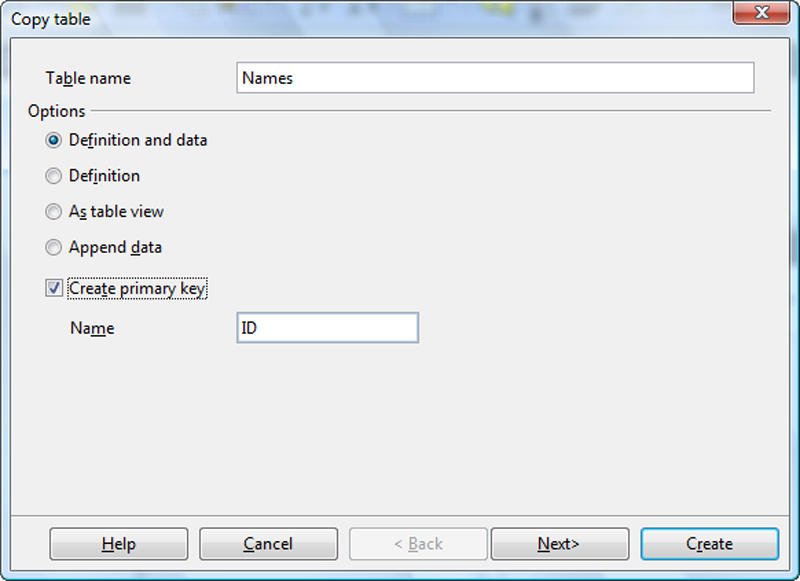 Copy table
Table name Names
Options
Definition and data
Definition
As table view
Append data
Create primary key
Name ID
Help Cancel < Back Next> Create